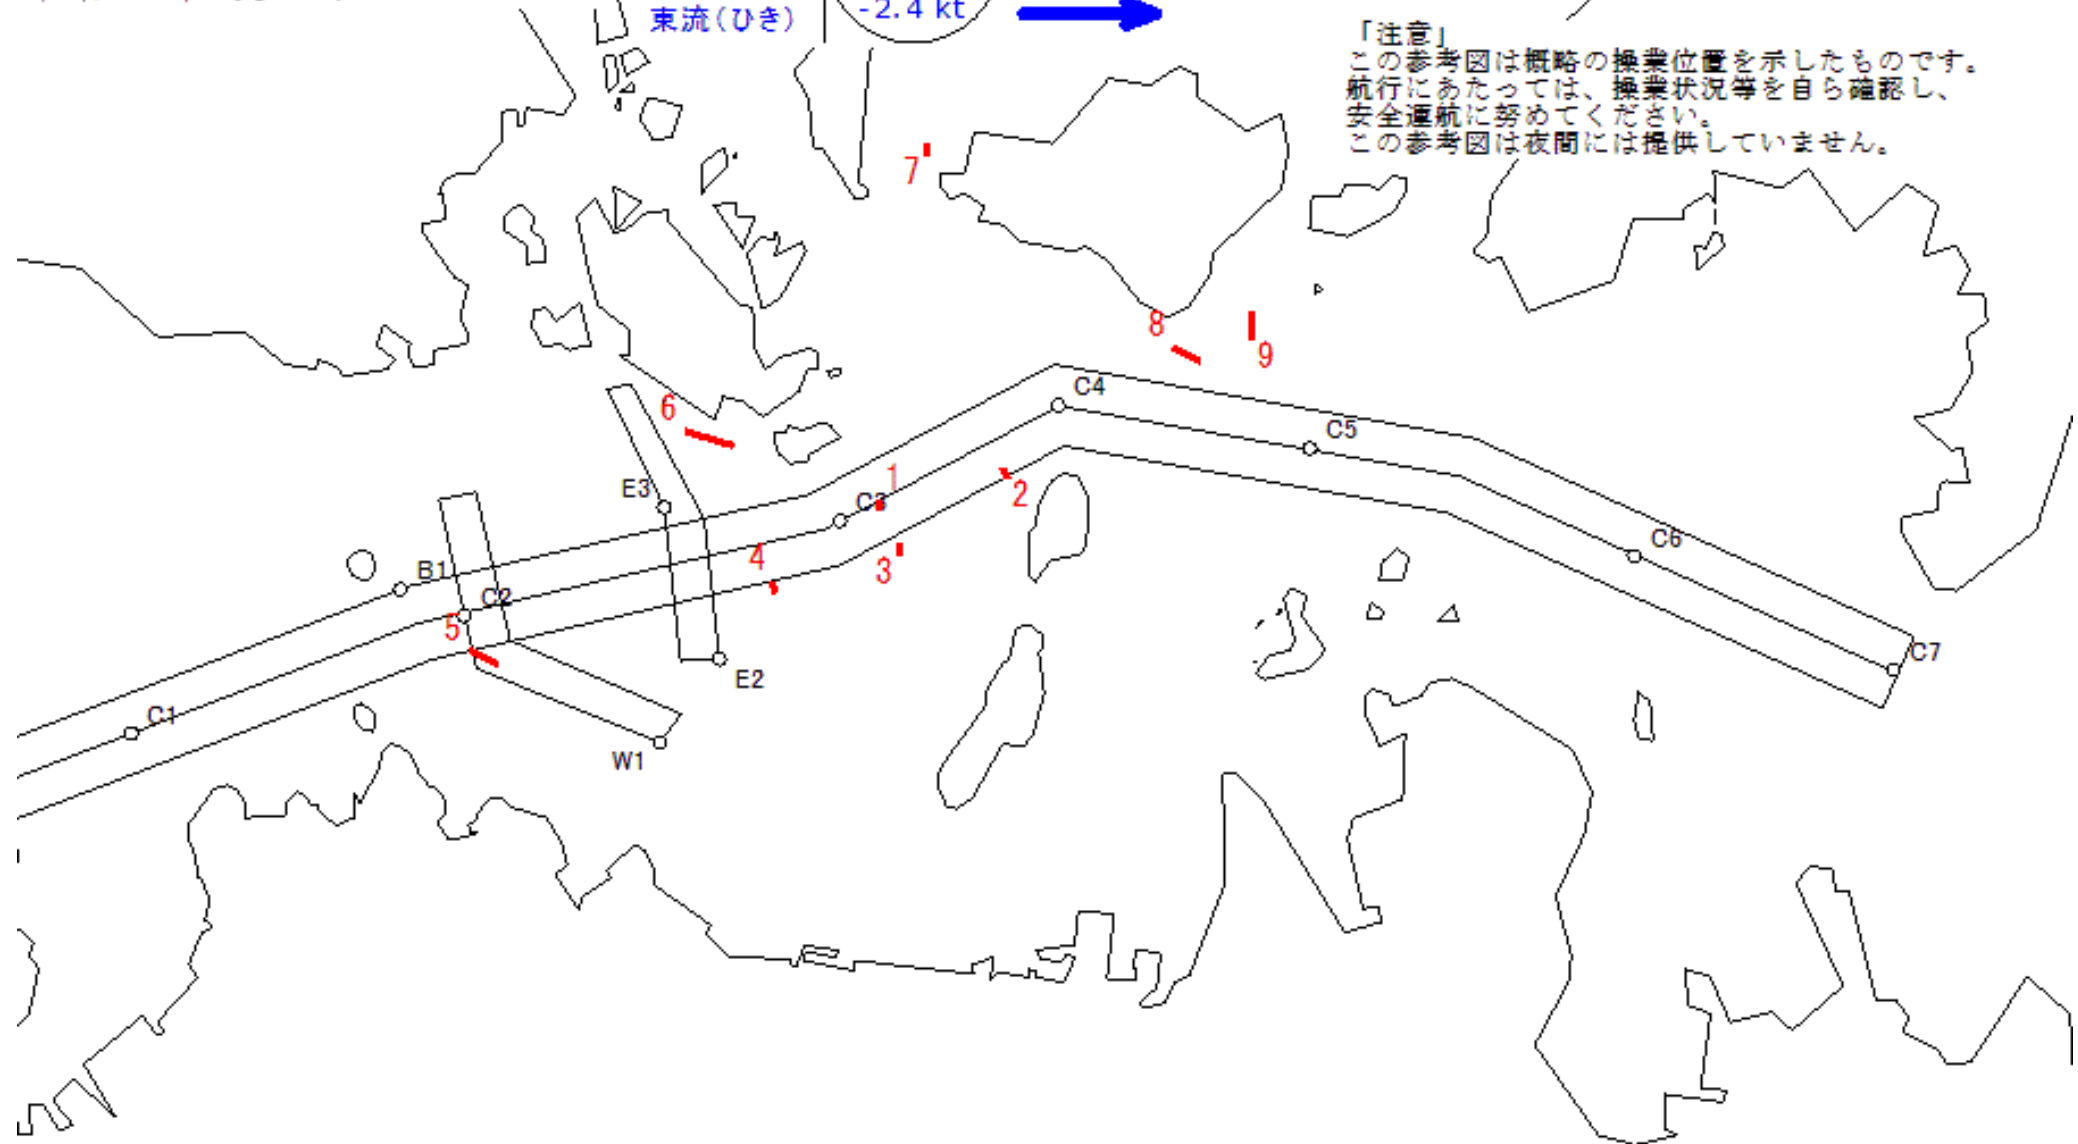 東流(ひき)
-2.4 kt
「注意」
この参考図は概略の操業位置を示したものです。
航行にあたっては、操業状況等を自ら確認し、
安全運航に努めてください。
この参考図は夜間には提供していません。
7
8
9
6
C4
C5
E3
1
C3
2
4
3
C6
B1
C2
5
C7
E2
C1
W1